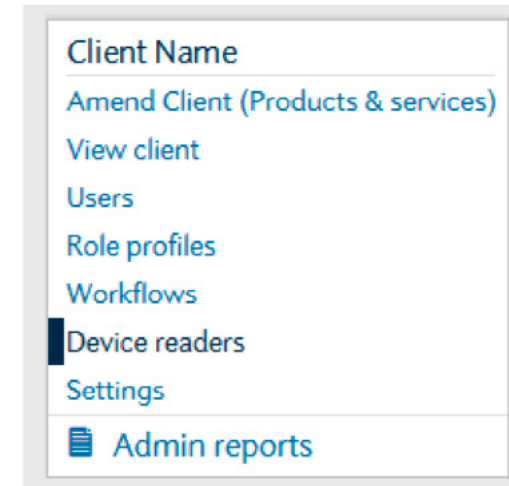 Client Name
Amend Client (Products & services)
View client
Users
Role profiles
Workflows
Device readers
Settings
Admin reports